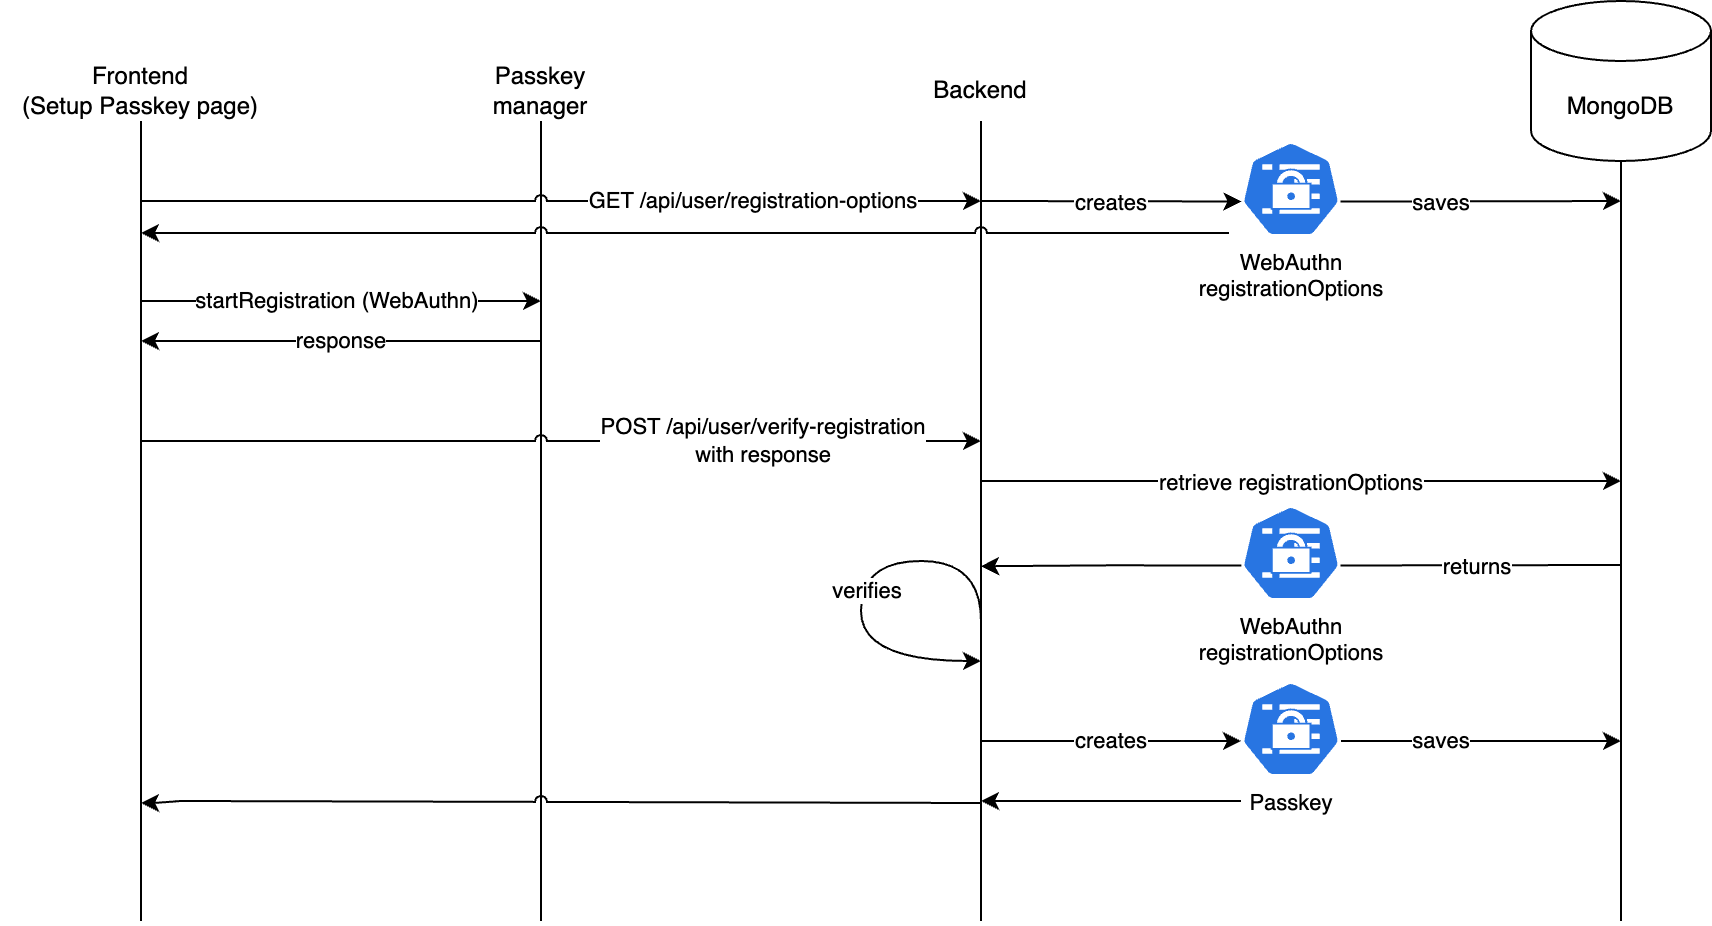 Frontend
(Setup Passkey page)
Passkey
manager
Backend
MongoDB
GET /api/user/registration-options
creates
saves
WebAuthn
registrationOptions
startRegistration (WebAuthn)
response
POST /api/user/verify-registration
with response
retrieve registrationOptions
returns
verifies
WebAuthn
registrationOptions
creates
saves
Passkey